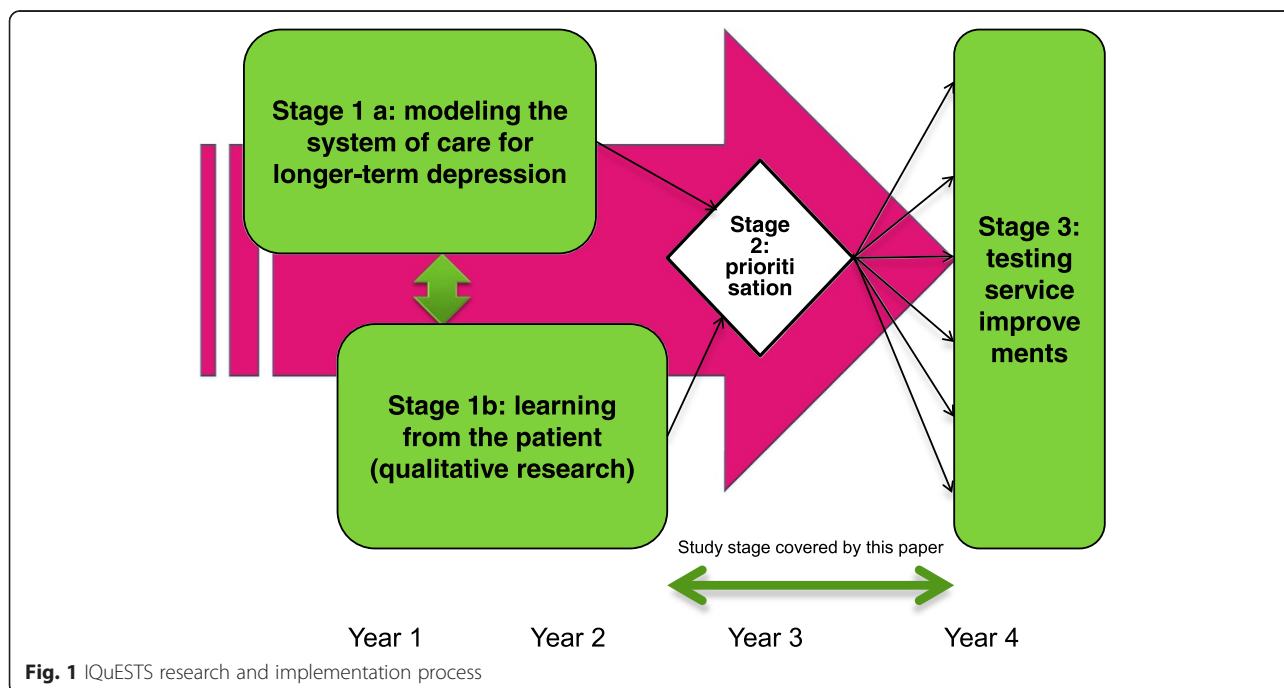 Stage 1 a: modeling the
system of care for
longer-term depression
Stage 1b: learning
from the patient
(qualitative research)
Stage
2:
prioriti
sation
Stage 3:
testing
service
improve
ments
Study stage covered by this paper
Year 1 Year 2 Year 3 Year 4
Fig. 1 IQuESTS research and implementation process